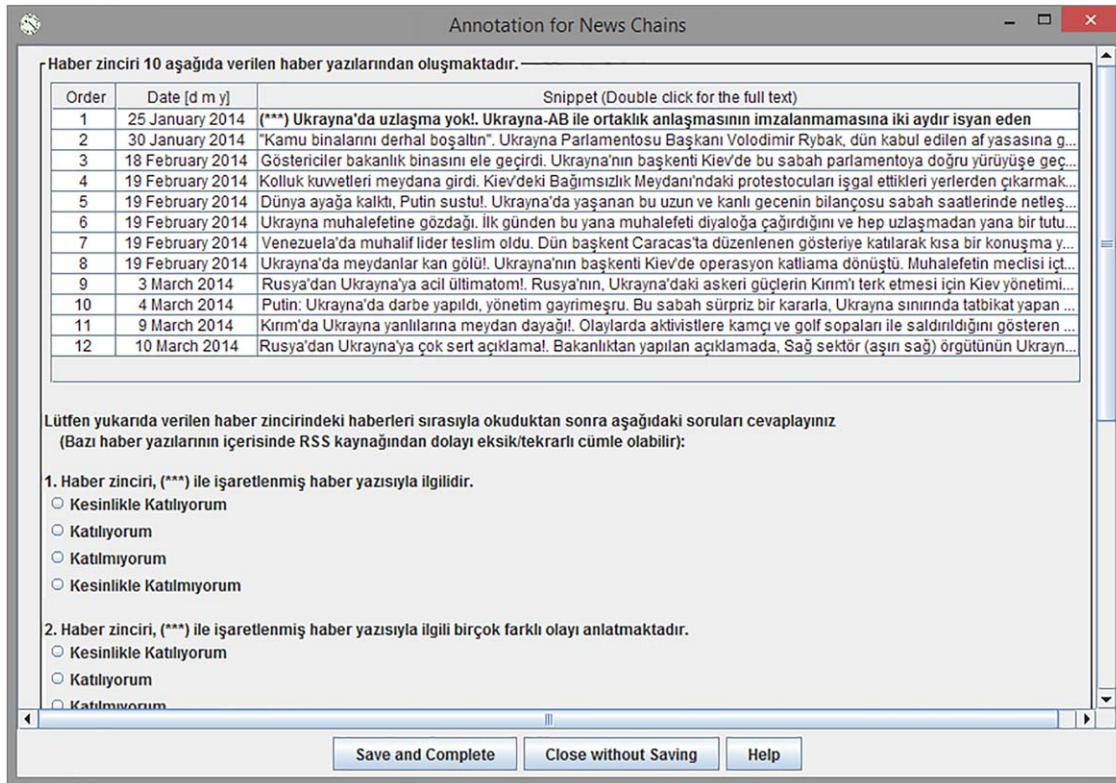 Annotation for News Chains
Haber zinciri 10 aşağıda verilen haber yazılarından oluşmaktadır.
Order Date [d m y] Snippet (Double click for the full text)
1 25 January 2014 (***) Ukrayna'da uzlaşma yok!. Ukrayna-AB ile ortaklık anlaşmasının imzalanmamasına iki aydır isyan eden
2 30 January 2014 "Kamu binalarını derhal boşaltın". Ukrayna Parlamentosu Başkanı Volodimir Rybak, dün kabul edilen af yasasına g...
3 18 February 2014 Göstericiler bakanlık binasını ele geçirdi. Ukrayna'nın başkenti Kiev'de bu sabah parlamentoya doğru yürüyüşe geç...
4 19 February 2014 Kolluk kuvvetleri meydana girdi. Kiev'deki Bağımsızlık Meydanı'ndaki protestocuları işgal ettikleri yerlerden çıkarmak...
5 19 February 2014 Dünya ayağa kalktı, Putin sustu!. Ukrayna'da yaşanan bu uzun ve kanlı gecenin bilançosu sabah saatlerinde netleş...
6 19 February 2014 Ukrayna muhalefetine gözdağı. İlk günden bu yana muhalefeti diyaloğa çağırdığını ve hep uzlaşmadan yana bir tutu...
7 19 February 2014 Venezuela'da muhalif lider teslim oldu. Dün başkent Caracas'ta düzenlenen gösteriye katılarak kısa bir konuşma y...
8 19 February 2014 Ukrayna'da meydanlar kan gölü!. Ukrayna'nın başkenti Kiev'de operasyon katliama dönüştü. Muhalefetin meclisi içt...
9 3 March 2014 Rusya'dan Ukrayna'ya acil ültimatom!. Rusya'nın, Ukrayna'daki askeri güçlerin Kırım'ı terk etmesi için Kiev yönetimi...
10 4 March 2014 Putin: Ukrayna'da darbe yapıldı, yönetim gayrimeşru. Bu sabah sürpriz bir kararla, Ukrayna sınırında tatbikat yapan ...
11 9 March 2014 Kırım'da Ukrayna yanlılarına meydan dayağı!. Olaylarda aktivistlere kamçı ve golf sopaları ile saldırıldığını gösteren ...
12 10 March 2014 Rusya'dan Ukrayna'ya çok sert açıklama!. Bakanlıktan yapılan açıklamada, Sağ sektör (aşırı sağ) örgütünün Ukrayn...
Lütfen yukarıda verilen haber zincirindeki haberleri sırasıyla okuduktan sonra aşağıdaki soruları cevaplayınız
(Bazı haber yazılarının içerisinde RSS kaynağından dolayı eksik/tekrarlı cümle olabilir):
1. Haber zinciri, (***) ile işaretlenmiş haber yazısıyla ilgilidir.
Kesinlikle Katılıyorum
Katılıyorum
Katılmıyorum
Kesinlikle Katılmıyorum
2. Haber zinciri, (***) ile işaretlenmiş haber yazısıyla ilgili birçok farklı olayı anlatmaktadır.
Kesinlikle Katılıyorum
Katılıyorum
Katılmıyorum
Save and Complete Close without Saving Help